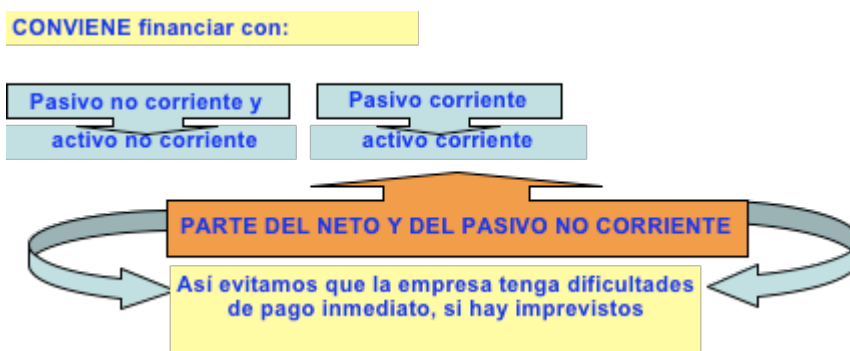 CONVIENE financiar con:
Pasivo no corriente y
activo no corriente
Pasivo corriente
activo corriente
PARTE DEL NETO Y DEL PASIVO NO CORRIENTE
Así evitamos que la empresa tenga dificultades
de pago inmediato, si hay imprevistos